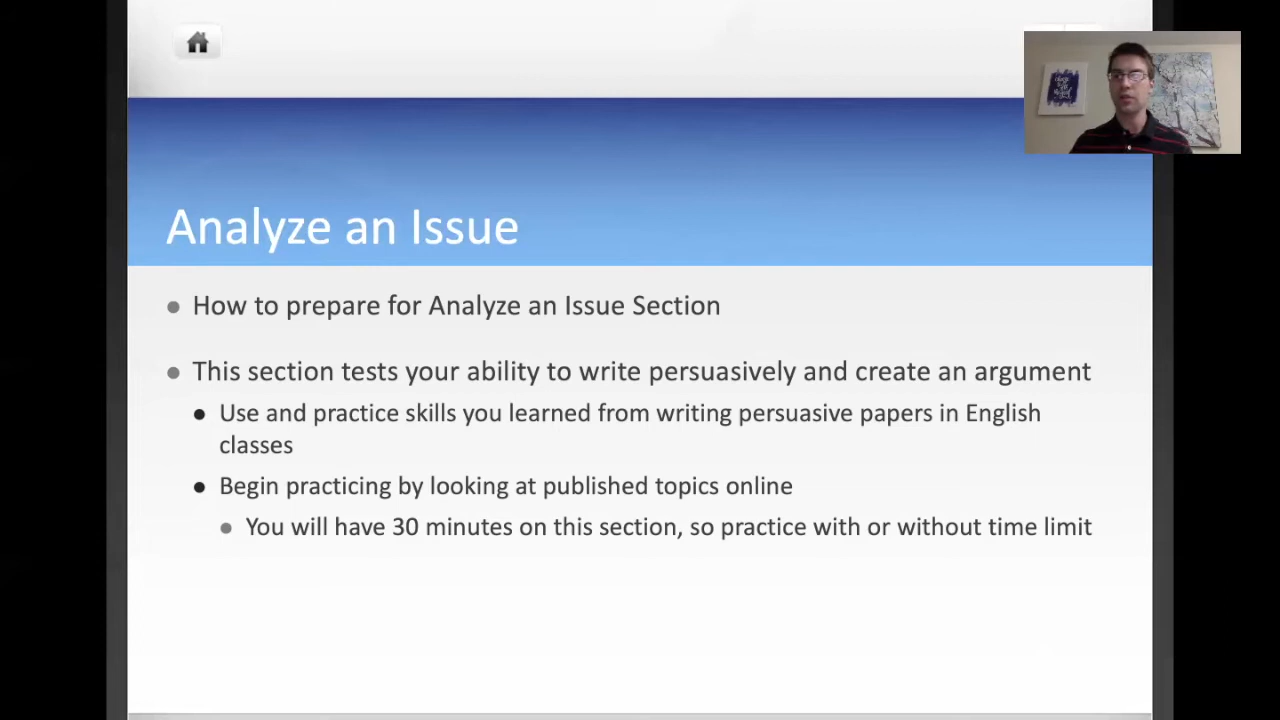 Analyze an Issue
How to prepare for Analyze an Issue Section
This section tests your ability to write persuasively and create an argument
Use and practice skills you learned from writing persuasive papers in English
classes
Begin practicing by looking at published topics online
You will have 30 minutes on this section, so practice with or without time limit